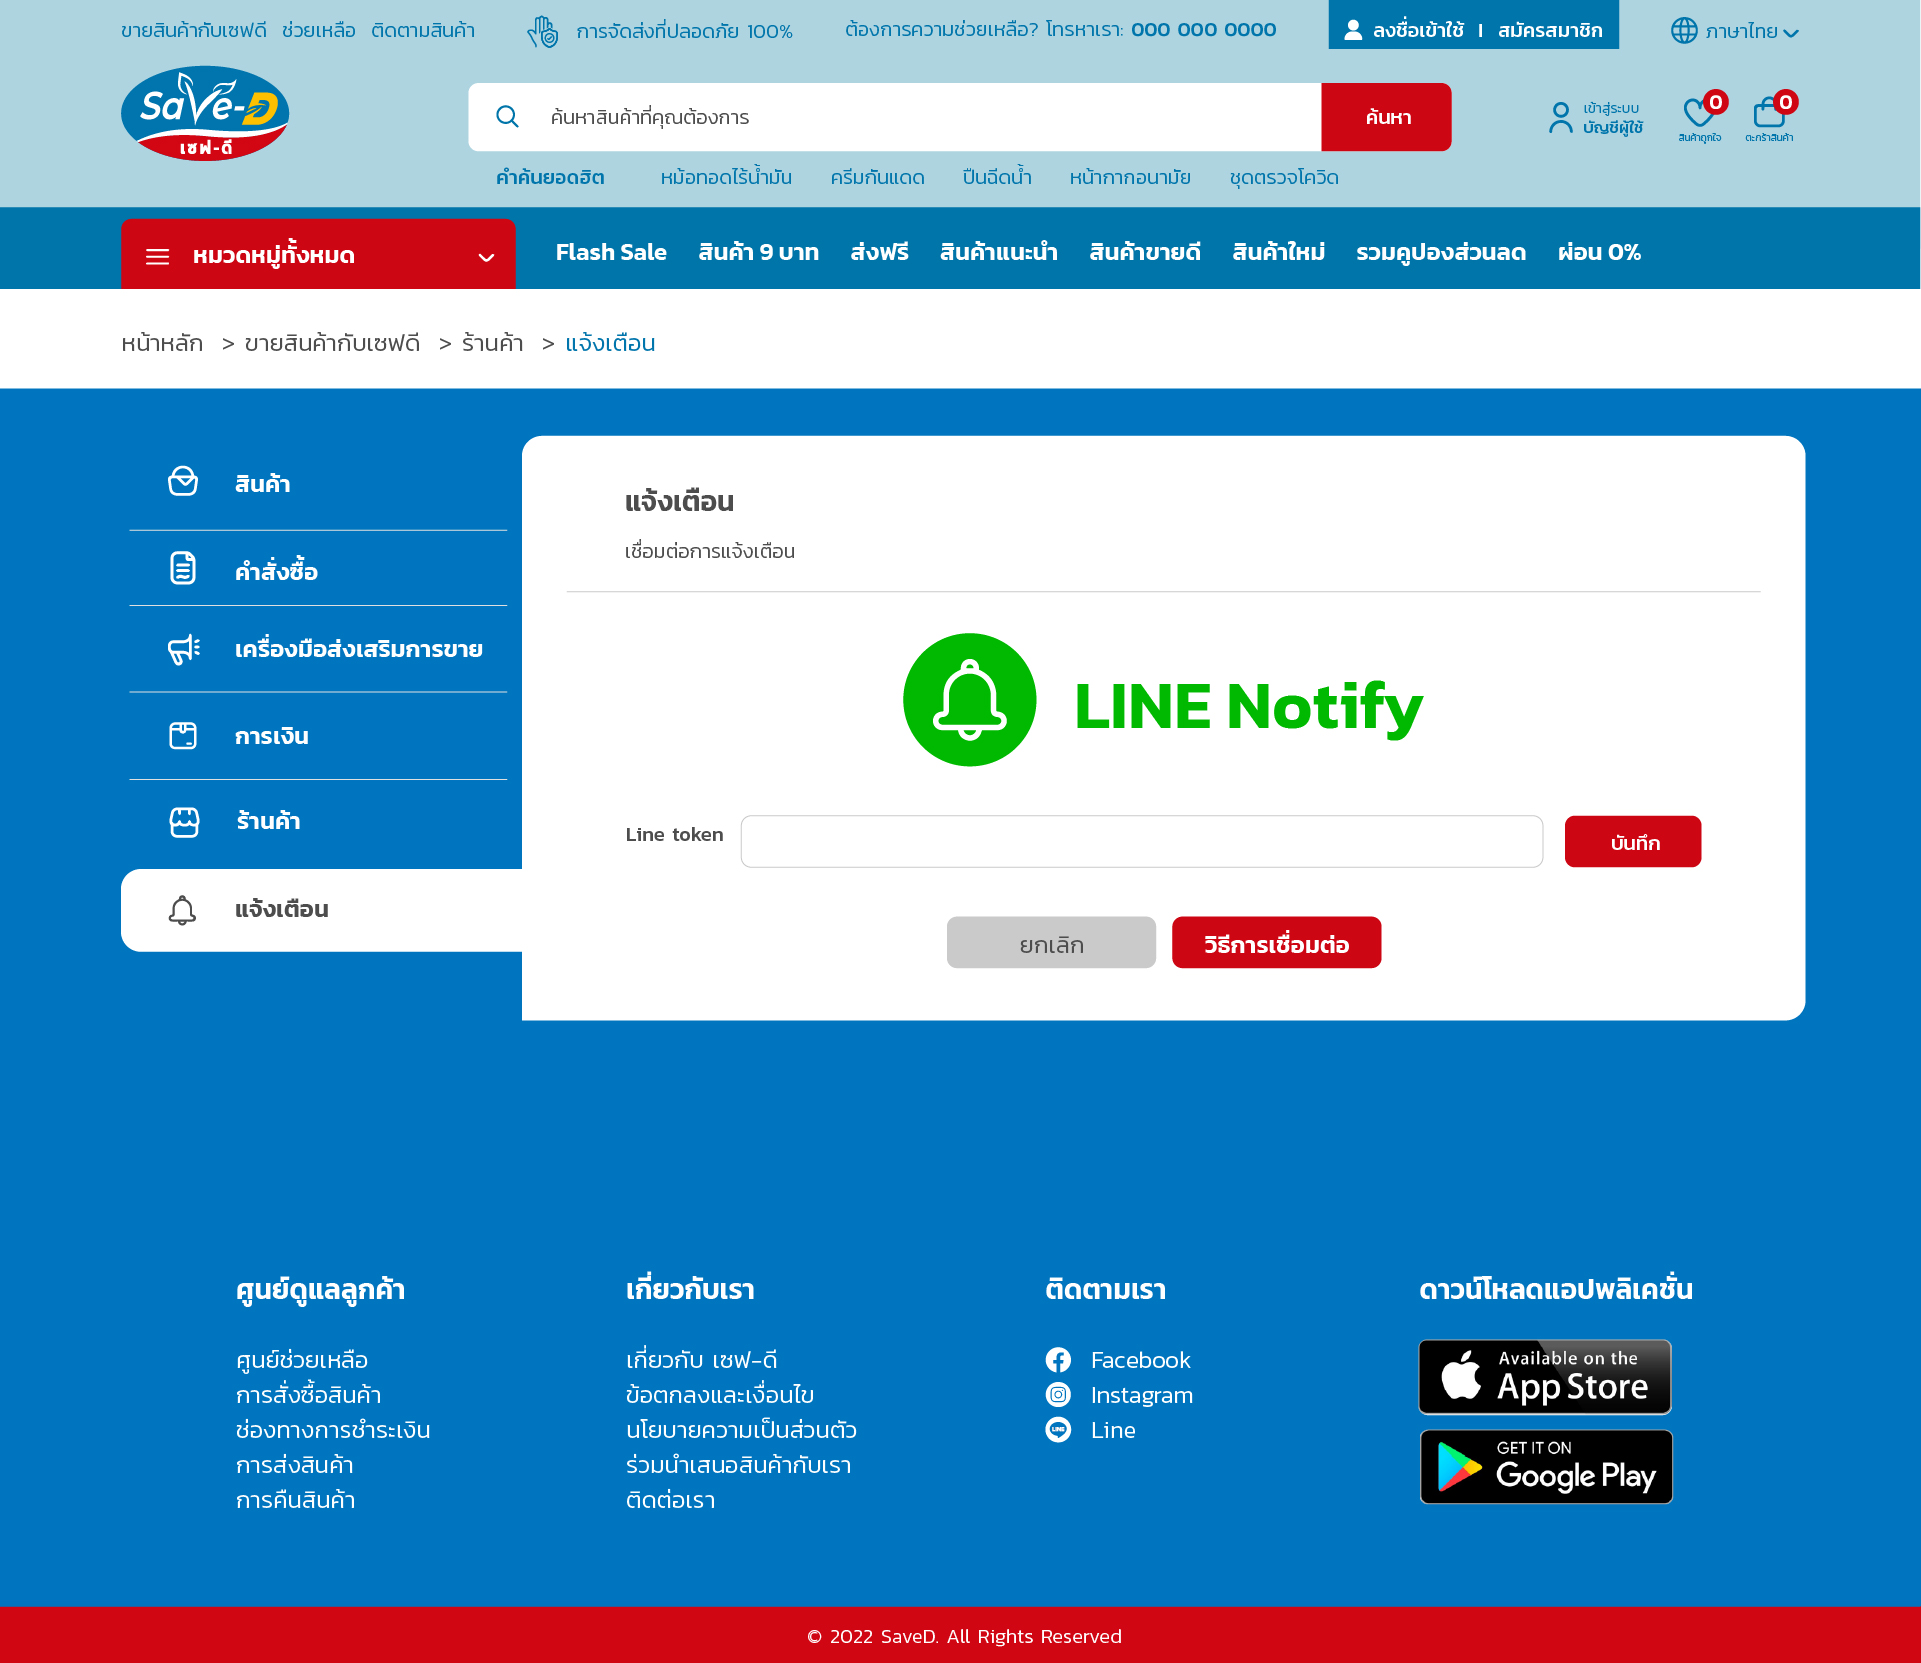 ขายสินค้ากับเซฟดี ช่วยเหลือ ติดตามสินค้า การจัดส่งที่ปลอดภัย 100% ต้องการความช่วยเหลือ? โทรหาเรา: 000 000 0000 ลงชื่อเข้าใช้ I สมัครสมาชิก ภาษาไทย
SaVe-D
เซฟ-ดี
ค้นหาสินค้าที่คุณต้องการ ค้นหา
เข้าสู่ระบบ
บัญชีผู้ใช้
0
สินค้าถูกใจ
0
ตะกร้าสินค้า
คำค้นยอดฮิต หม้อทอดไร้น้ำมัน ครีมกันแดด ปืนฉีดน้ำ หน้ากากอนามัย ชุดตรวจโควิด
หมวดหมู่ทั้งหมด Flash Sale สินค้า 9 บาท ส่งฟรี สินค้าแนะนำ สินค้าขายดี สินค้าใหม่ รวมคูปองส่วนลด ผ่อน 0%
หน้าหลัก > ขายสินค้ากับเซฟดี > ร้านค้า > แจ้งเตือน
สินค้า
คำสั่งซื้อ
เครื่องมือส่งเสริมการขาย
การเงิน
ร้านค้า
แจ้งเตือน
แจ้งเตือน
เชื่อมต่อการแจ้งเตือน
LINE Notify
Line token บันทึก
ยกเลิก วิธีการเชื่อมต่อ
ศูนย์ดูแลลูกค้า
ศูนย์ช่วยเหลือ
การสั่งซื้อสินค้า
ช่องทางการชำระเงิน
การส่งสินค้า
การคืนสินค้า
เกี่ยวกับเรา
เกี่ยวกับ เซฟ-ดี
ข้อตกลงและเงื่อนไข
นโยบายความเป็นส่วนตัว
ร่วมนำเสนอสินค้ากับเรา
ติดต่อเรา
ติดตามเรา
Facebook
Instagram
LINE Line
ดาวน์โหลดแอปพลิเคชั่น
Available on the
App Store
GET IT ON
Google Play
© 2022 SaveD. All Rights Reserved